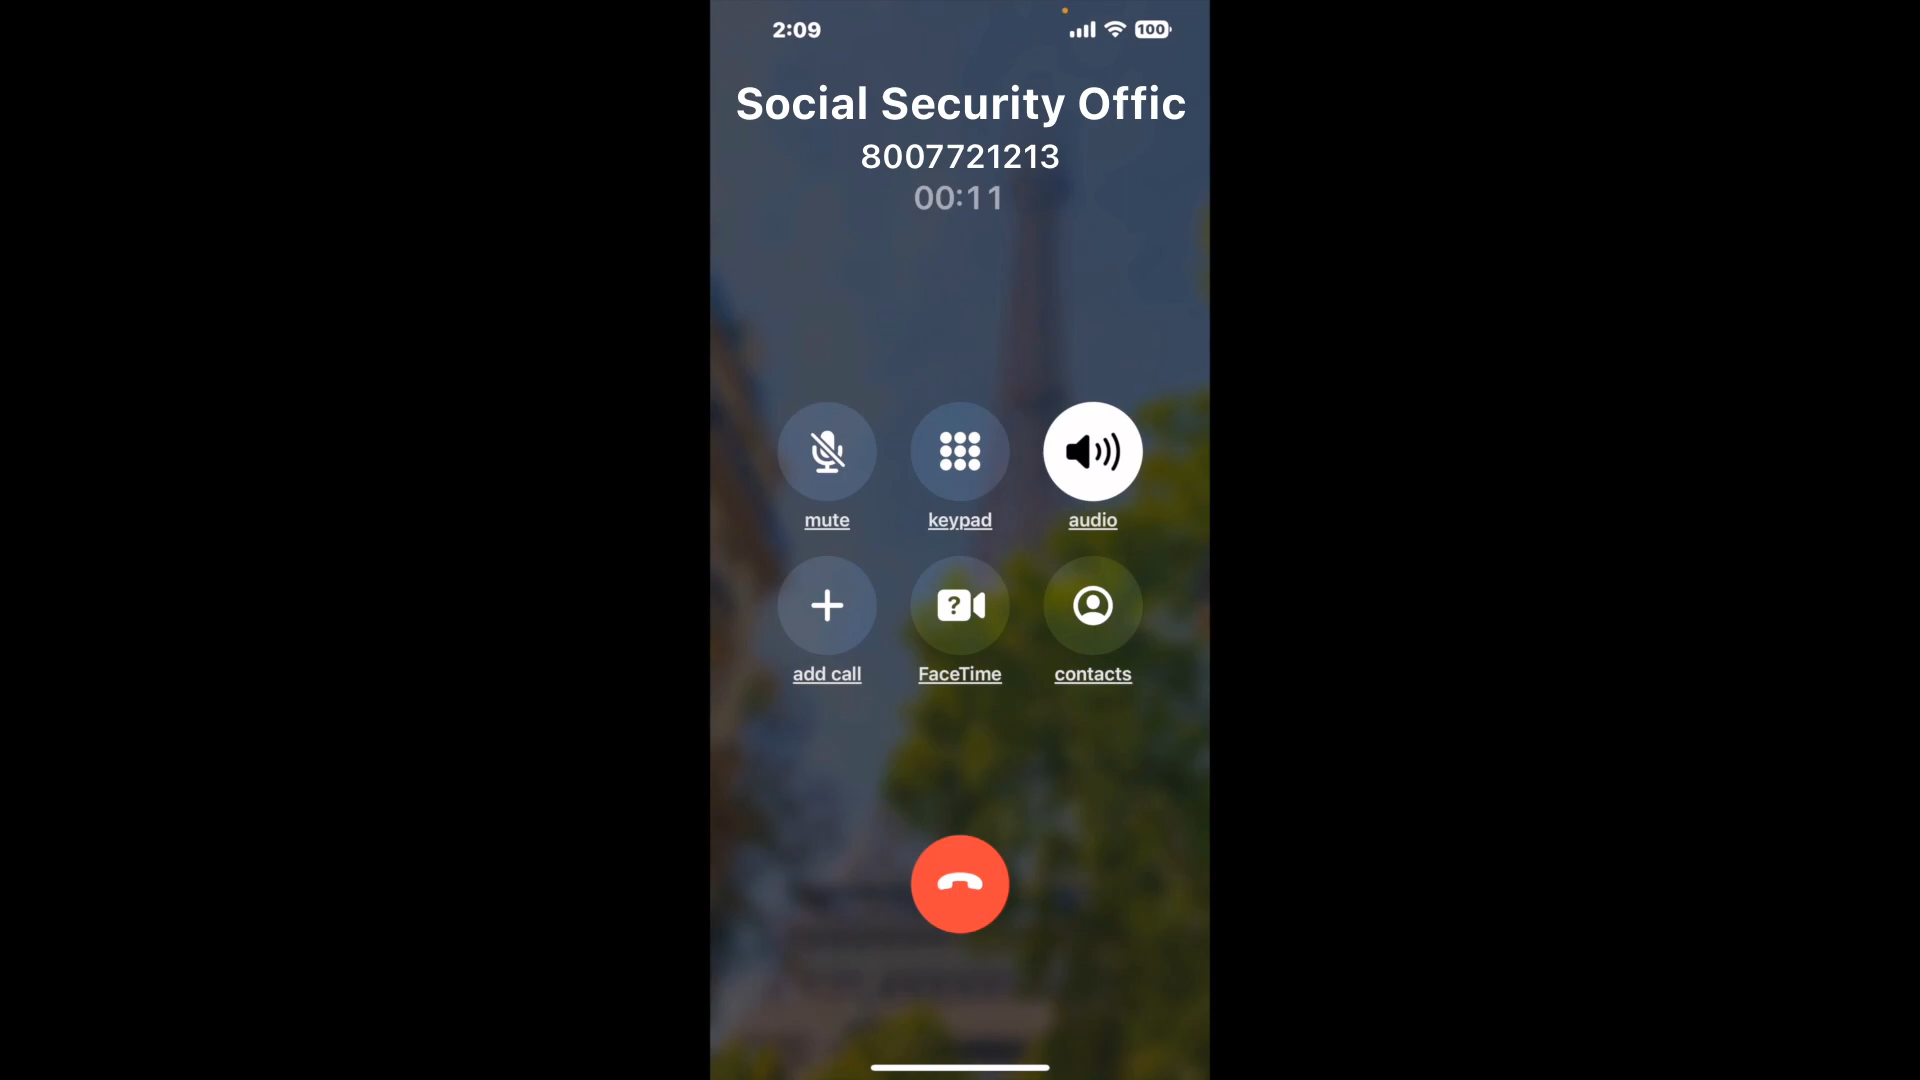 2:09
100
Social Security Offic
8007721213
00:11
mute
keypad
audio
?
add call
FaceTime
contacts